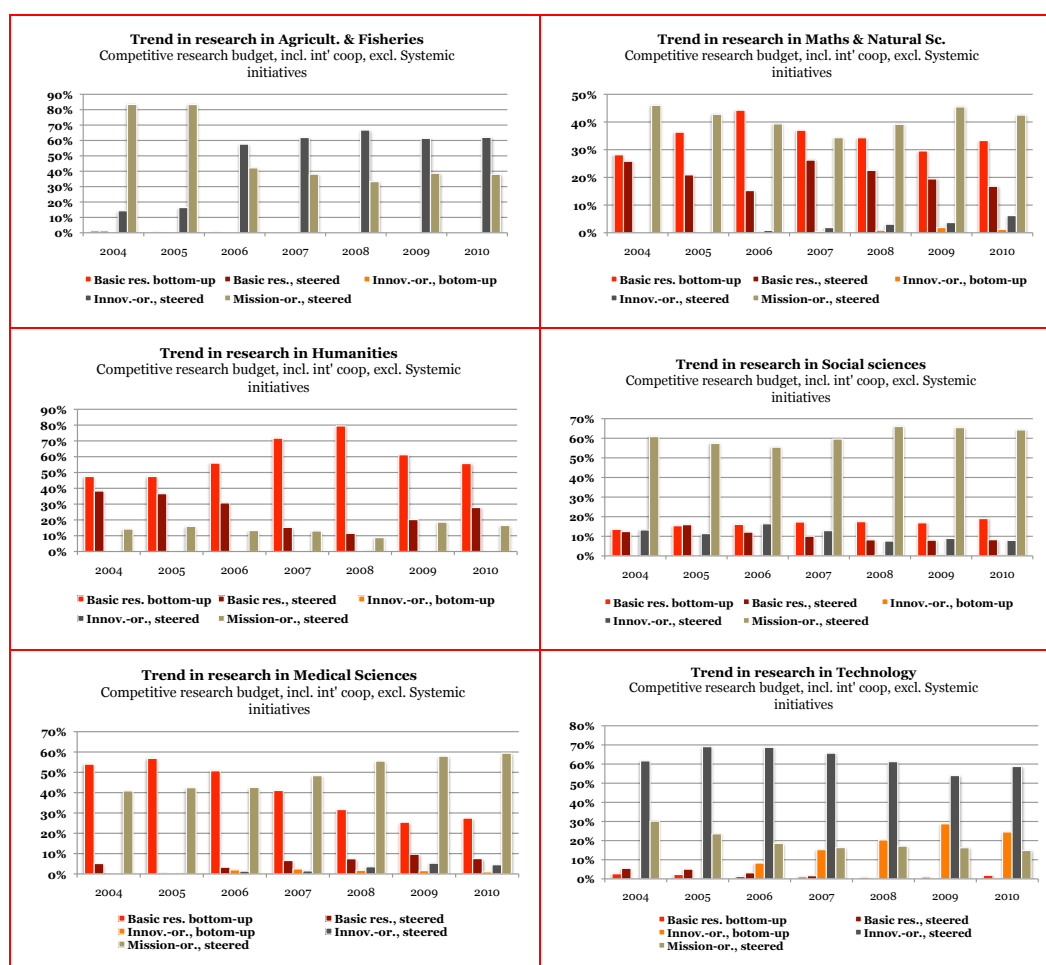 Trend in research in Agricult. & Fisheries
Competitive research budget, incl. int' coop, excl. Systemic
initiatives
90%
80%
70%
60%
50%
40%
30%
20%
10%
0%
2004 2005 2006 2007 2008 2009 2010
Basic res. bottom-up Basic res., steered Innov.-or., botom-up
Innov.-or., steered Mission-or., steered
Trend in research in Maths & Natural Sc.
Competitive research budget, incl. int' coop, excl. Systemic
initiatives
50%
40%
30%
20%
10%
0%
2004 2005 2006 2007 2008 2009 2010
Basic res. bottom-up Basic res., steered Innov.-or., botom-up
Innov.-or., steered Mission-or., steered
Trend in research in Humanities
Competitive research budget, incl. int' coop, excl. Systemic
initiatives
90%
80%
70%
60%
50%
40%
30%
20%
10%
0%
2004 2005 2006 2007 2008 2009 2010
Basic res. bottom-up Basic res., steered Innov.-or., botom-up
Innov.-or., steered Mission-or., steered
Trend in research in Social sciences
Competitive research budget, incl. int' coop, excl. Systemic
initiatives
70%
60%
50%
40%
30%
20%
10%
0%
2004 2005 2006 2007 2008 2009 2010
Basic res. bottom-up Basic res., steered Innov.-or., botom-up
Innov.-or., steered Mission-or., steered
Trend in research in Medical Sciences
Competitive research budget, incl. int' coop, excl. Systemic
initiatives
70%
60%
50%
40%
30%
20%
10%
0%
2004 2005 2006 2007 2008 2009 2010
Basic res. bottom-up Basic res., steered
Innov.-or., botom-up Innov.-or., steered
Mission-or., steered
Trend in research in Technology
Competitive research budget, incl. int' coop, excl. Systemic
initiatives
80%
70%
60%
50%
40%
30%
20%
10%
0%
2004 2005 2006 2007 2008 2009 2010
Basic res. bottom-up Basic res., steered
Innov.-or., botom-up Innov.-or., steered
Mission-or., steered